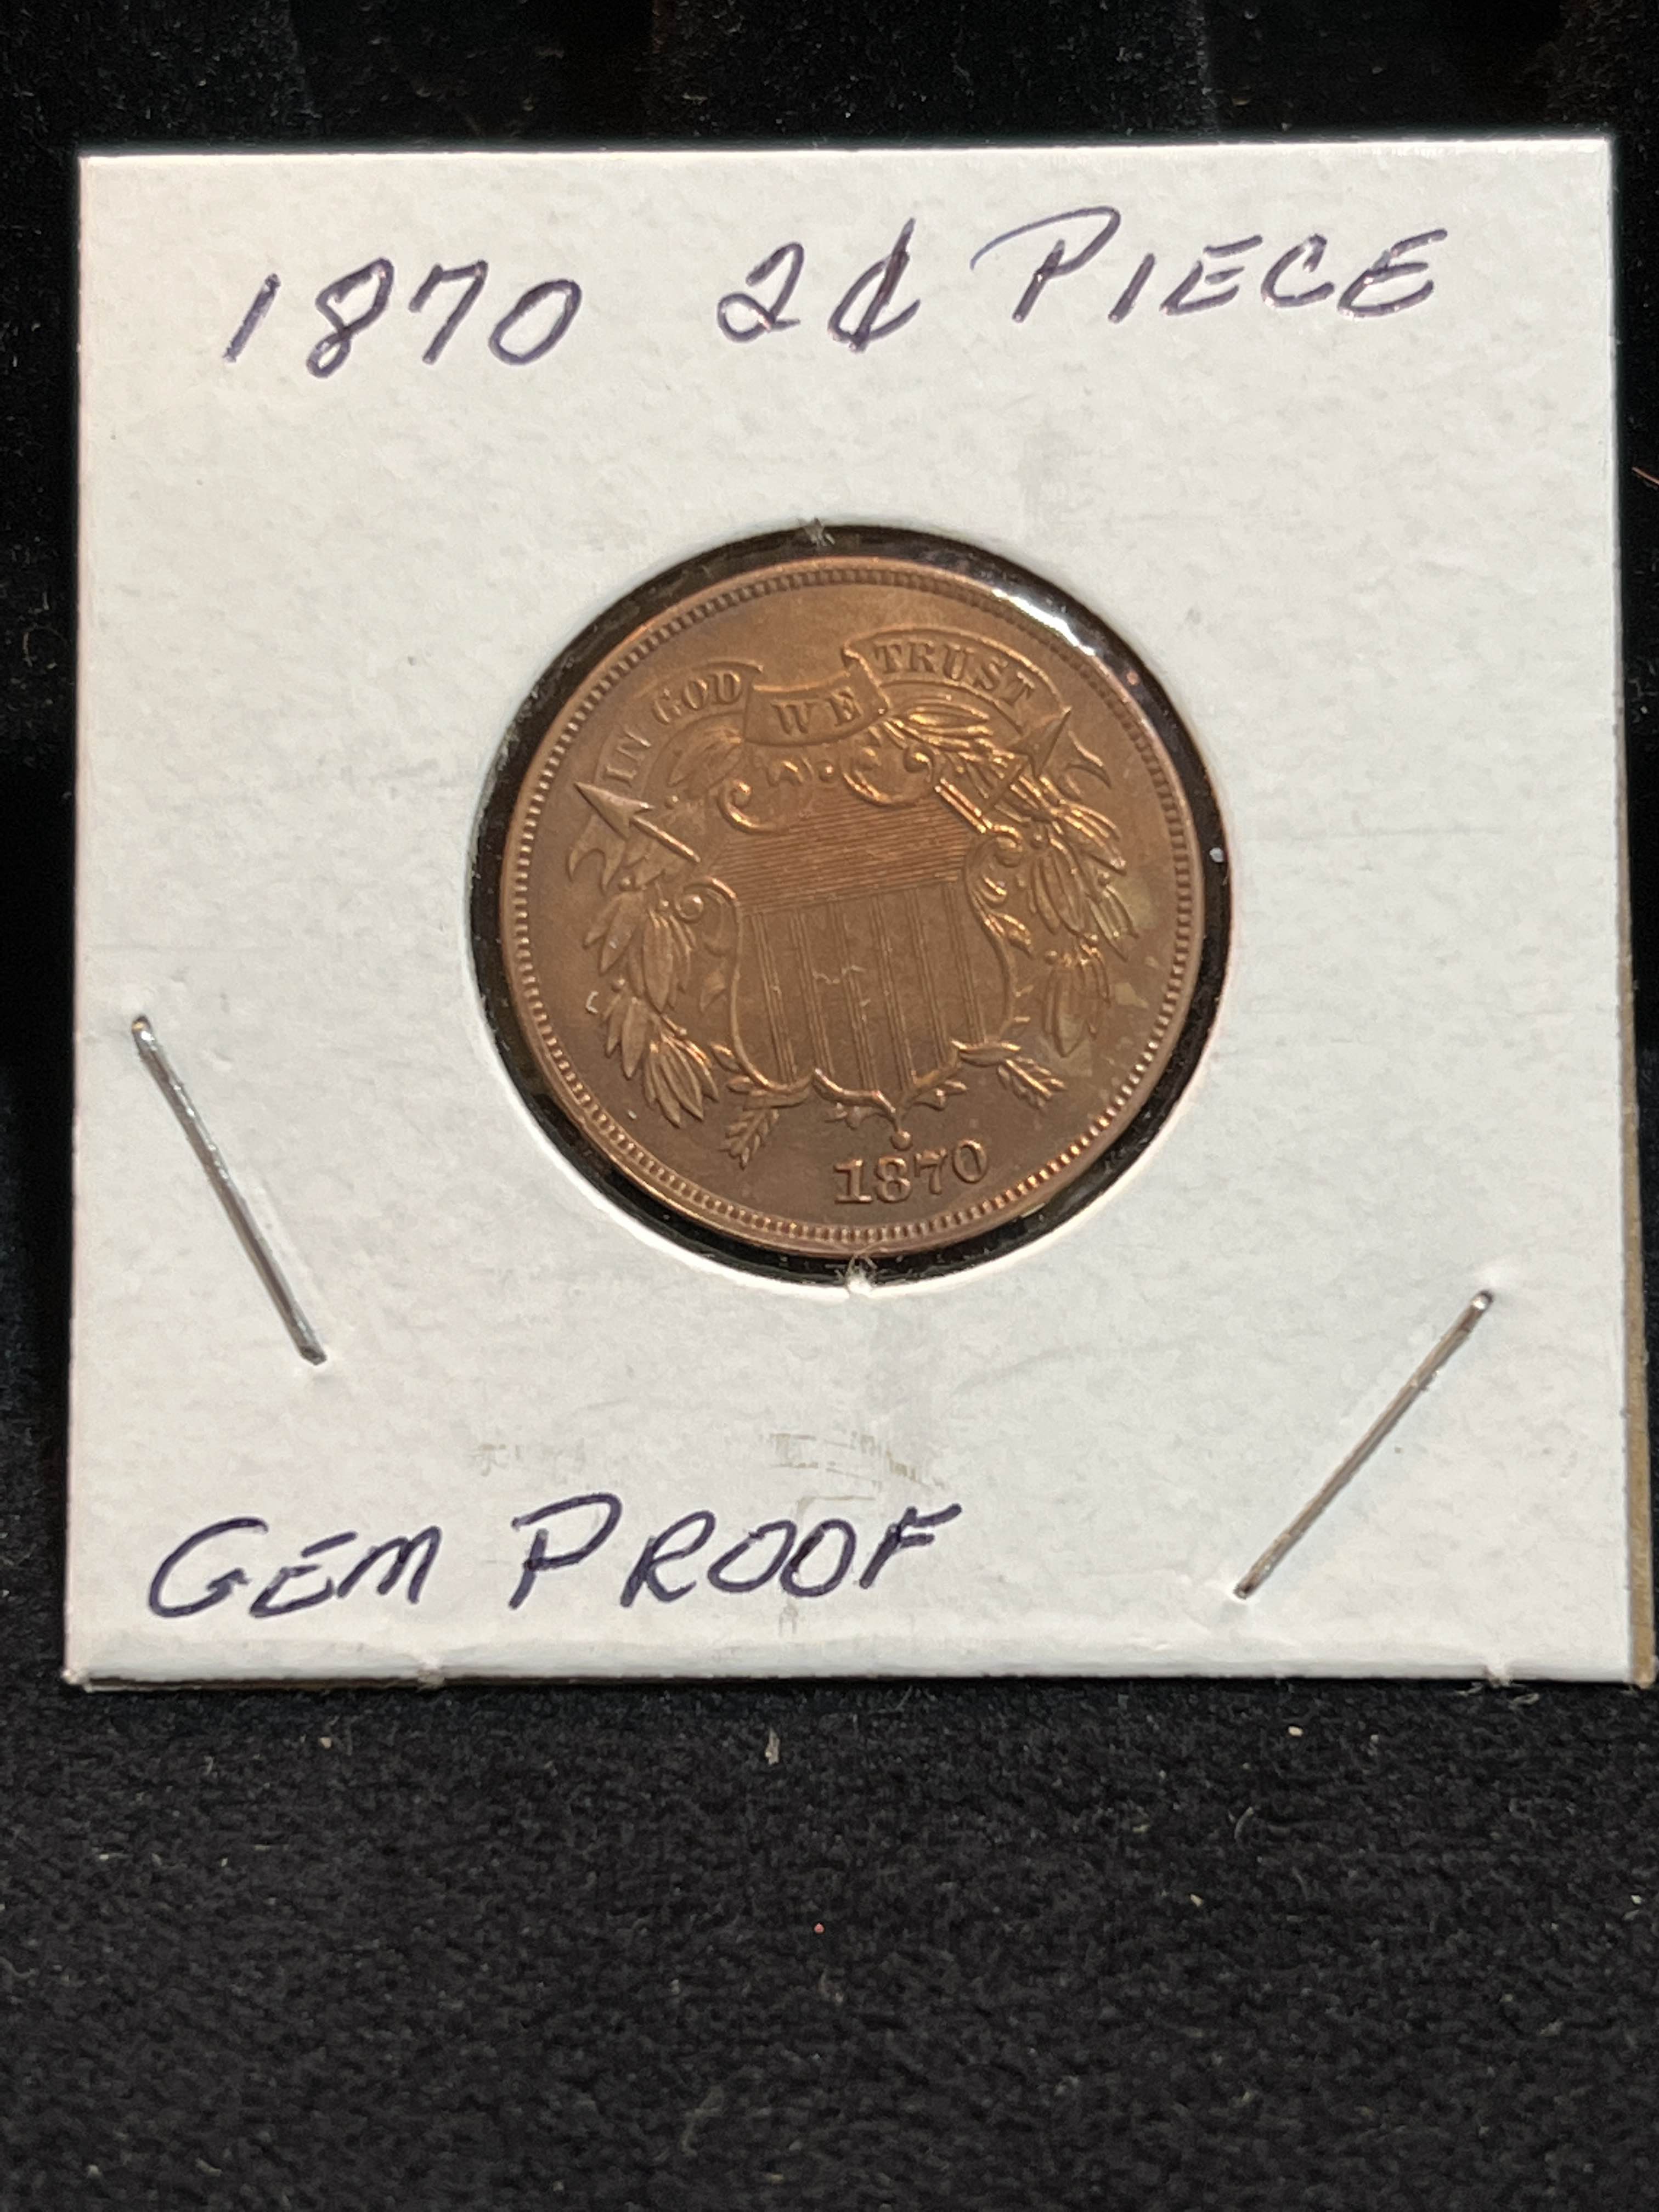 1870 2¢ PIECE
IN GOD WE TRUST
1870
GEM PROOF